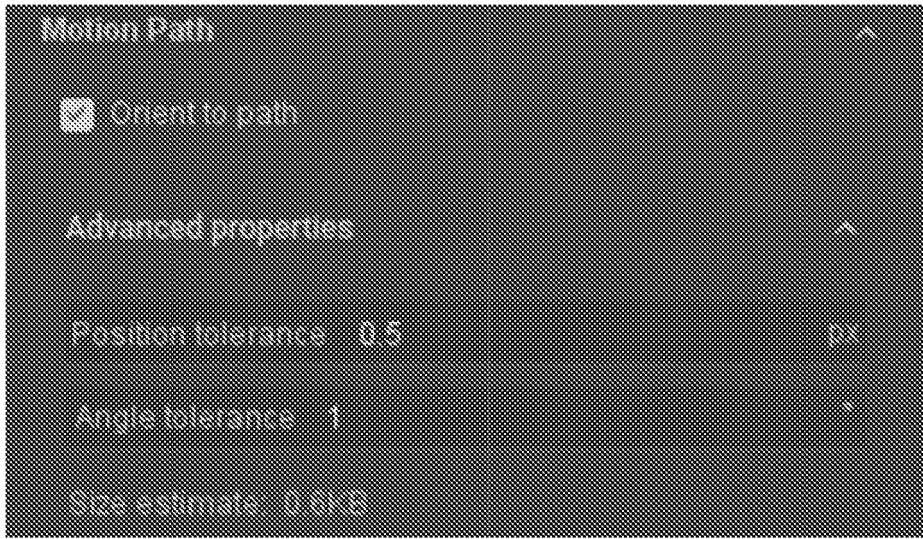 Motion Path
Orient to path
Advanced properties
Position tolerance 0.5 px
Angle tolerance 1 °
Size estimate: 0.6KB